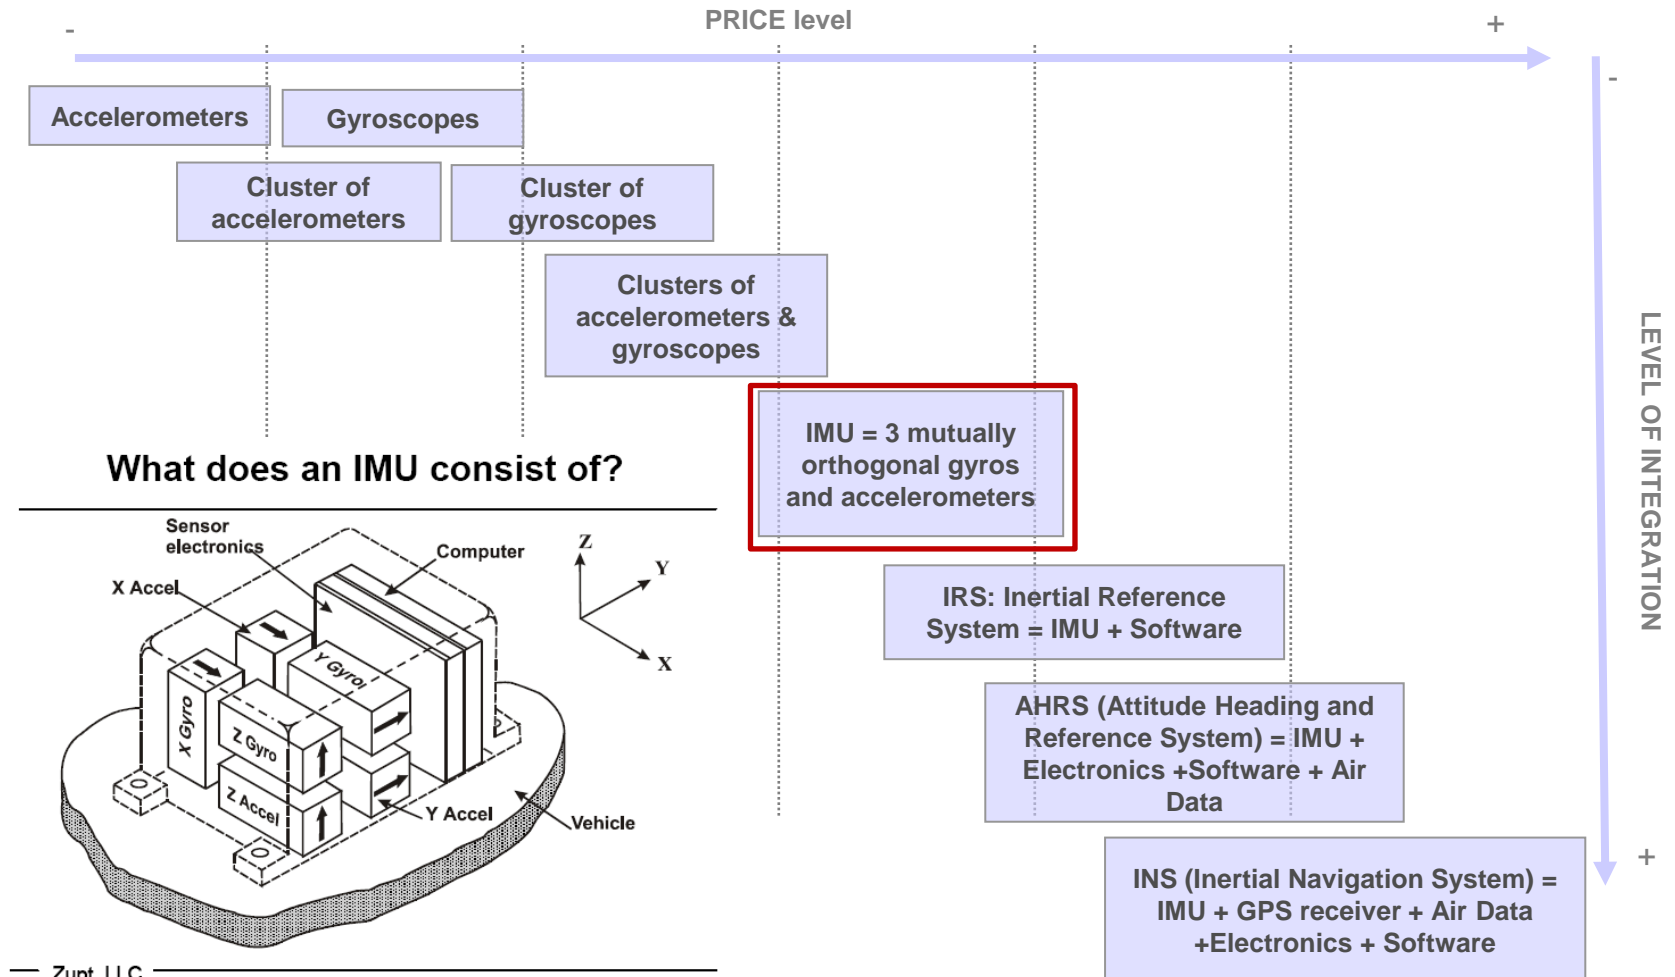 PRICE level
-
+
-
Accelerometers
Gyroscopes
Cluster of
accelerometers
Cluster of
gyroscopes
Clusters of
accelerometers &
gyroscopes
IMU = 3 mutually
orthogonal gyros
and accelerometers
IRS: Inertial Reference
System = IMU + Software
AHRS (Attitude Heading and
Reference System) = IMU +
Electronics +Software + Air
Data
INS (Inertial Navigation System) =
IMU + GPS receiver + Air Data
+Electronics + Software
LEVEL OF INTEGRATION
+
What does an IMU consist of?
Sensor
electronics
Computer
X Accel
Z
Y
X
X Gyro
Y Gyro
Z Gyro
Z Accel
Y Accel
Vehicle
Zupt, LLC